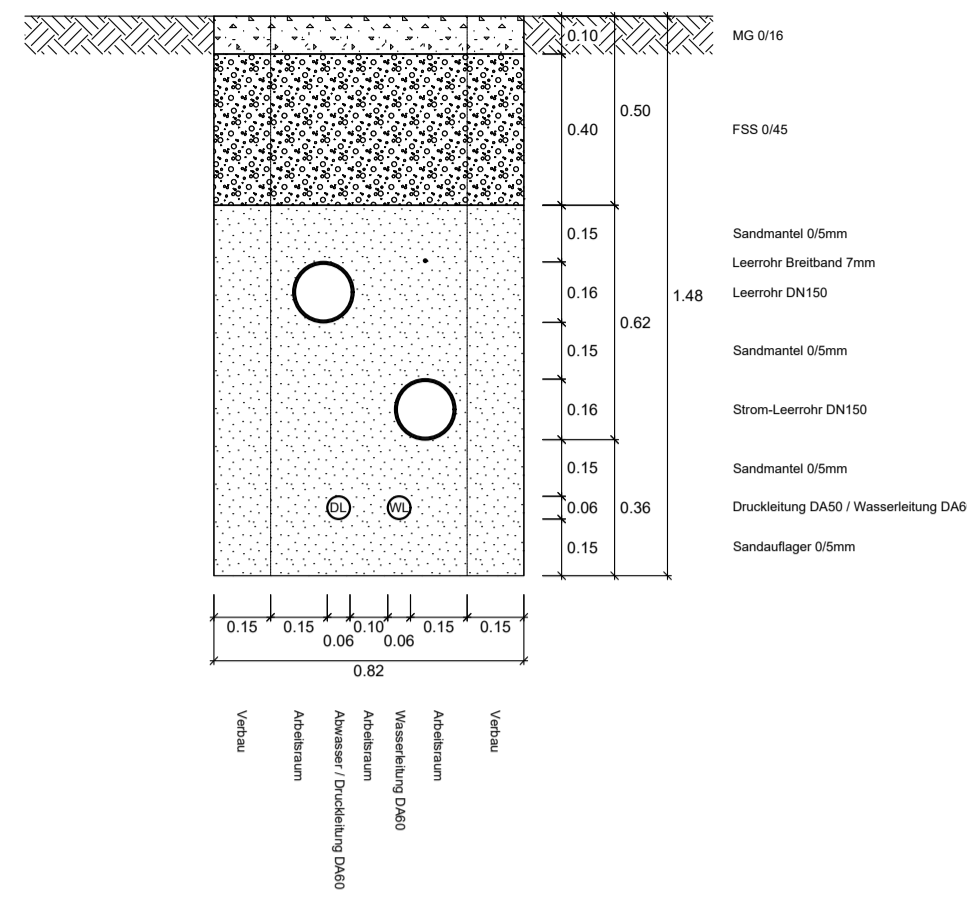 0.10
MG 0/16
0.50
0.40
FSS 0/45
0.15
Sandmantel 0/5mm
Leerrohr Breitband 7mm
0.16
Leerrohr DN150
1.48
0.62
0.15
Sandmantel 0/5mm
0.16
Strom-Leerrohr DN150
0.15
Sandmantel 0/5mm
DL
WL
0.06
0.36
Druckleitung DA50 / Wasserleitung DA6
0.15
Sandauflager 0/5mm
0.15
0.15
0.06
0.10
0.06
0.15
0.15
0.82
Verbau
Arbeitsraum
Abwasser / Druckleitung DA60
Arbeitsraum
Wasserleitung DA60
Arbeitsraum
Verbau